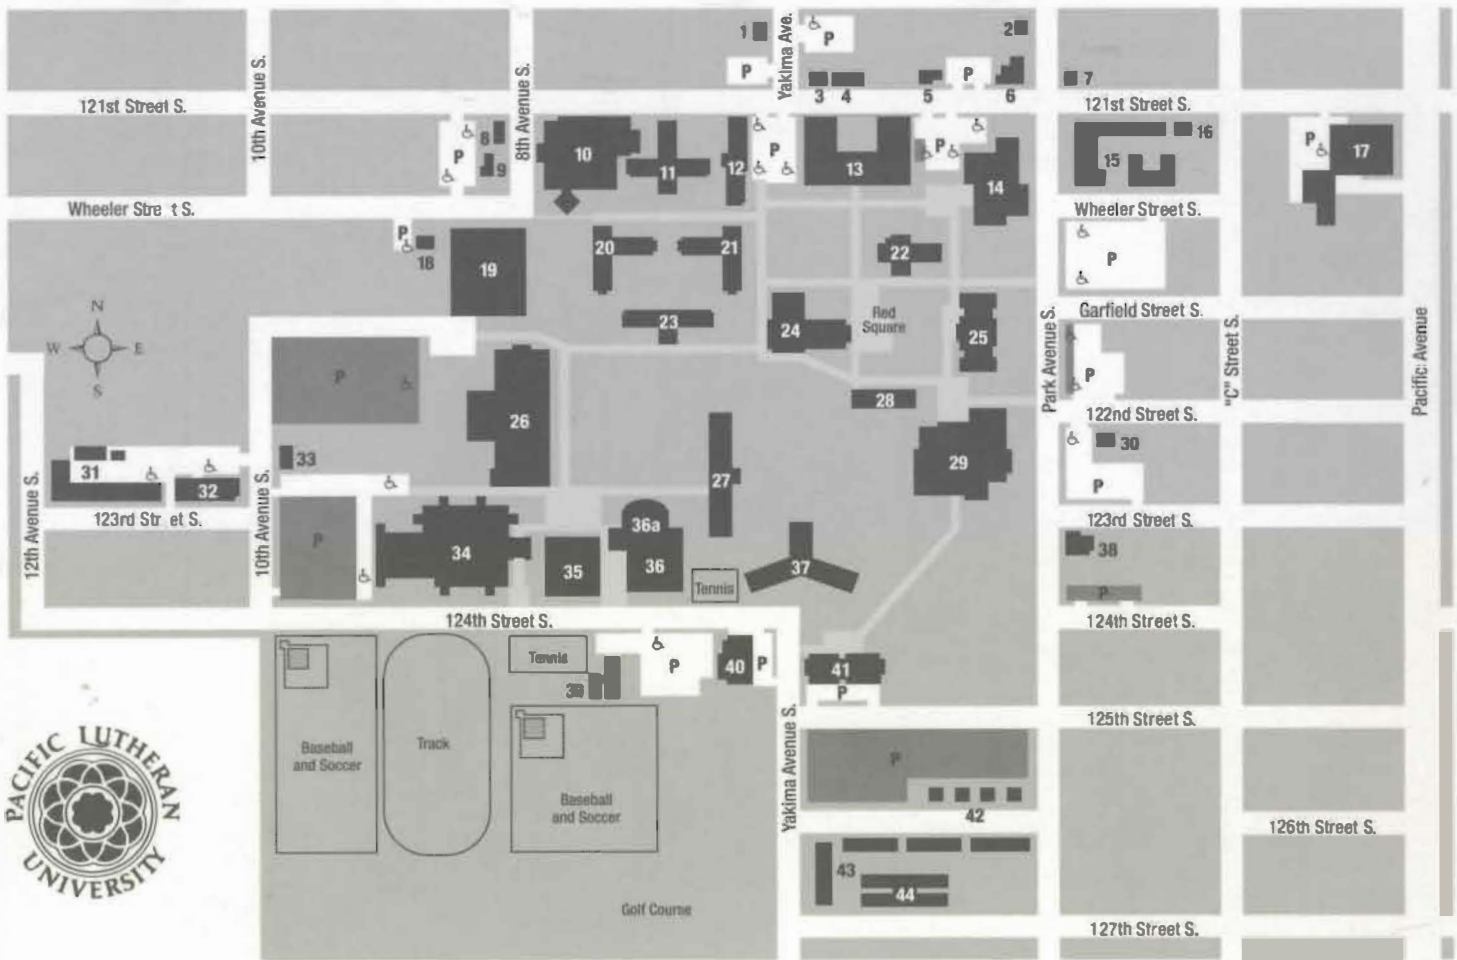 1
2
P
P
P
Yakima Ave.
10th Avenue S.
8th Avenue S.
3 4 5 6 7
121st Street S.
121st Street S.
8
9
P
10
11
12
P
13
P
14
15
16
P
17
Wheeler Stre t S.
Wheeler Street S.
P
18
19
20
21
22
P
23
24
Red
Square
25
Garfield Street S.
N
W E
S
P
26
27
28
29
P
Park Avenue S.
"C" Street S.
Pacific Avenue
122nd Street S.
30
P
31
32
33
12th Avenue S.
10th Avenue S.
123rd Str et S.
123rd Street S.
P
34
35
36a
36
37
Tennis
38
P
124th Street S.
124th Street S.
Tennis
39
P
40
P
41
P
Baseball
and Soccer
Track
Baseball
and Soccer
Yakima Avenue S.
125th Street S.
P
42
126th Street S.
43
44
Golf Course
127th Street S.
PACIFIC LUTHERAN
UNIVERSITY